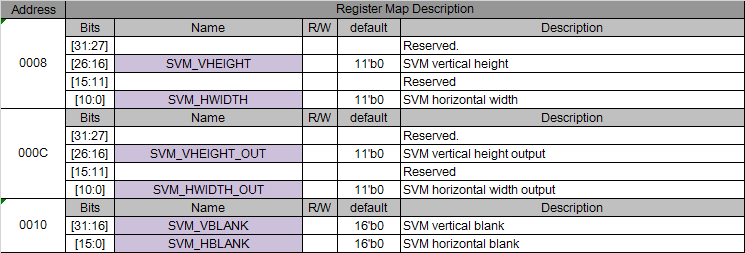 Address Register Map Description
Bits Name R/W default Description
[31:27] Reserved.
0008 [26:16] SVM_VHEIGHT 11'b0 SVM vertical height
[15:11] Reserved
[10:0] SVM_HWIDTH 11'b0 SVM horizontal width
Bits Name R/W default Description
[31:27] Reserved.
000C [26:16] SVM_VHEIGHT_OUT 11'b0 SVM vertical height output
[15:11] Reserved
[10:0] SVM_HWIDTH_OUT 11'b0 SVM horizontal width output
Bits Name R/W default Description
0010 [31:16] SVM_VBLANK 16'b0 SVM vertical blank
[15:0] SVM_HBLANK 16'b0 SVM horizontal blank